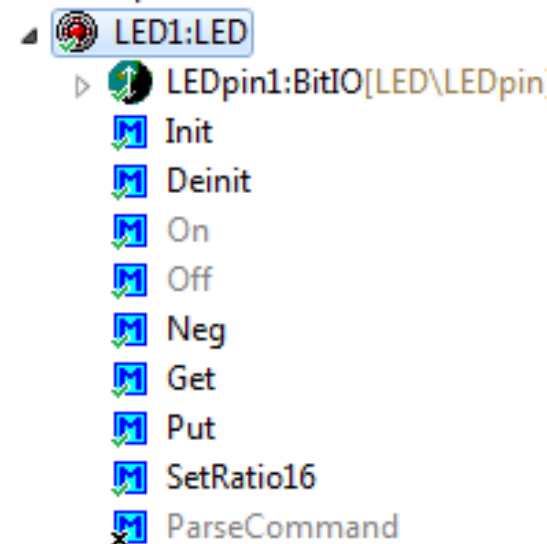 LED1:LED
LEDpin1:BitIO[LED\LEDpin]
Init
Deinit
On
Off
Neg
Get
Put
SetRatio16
ParseCommand